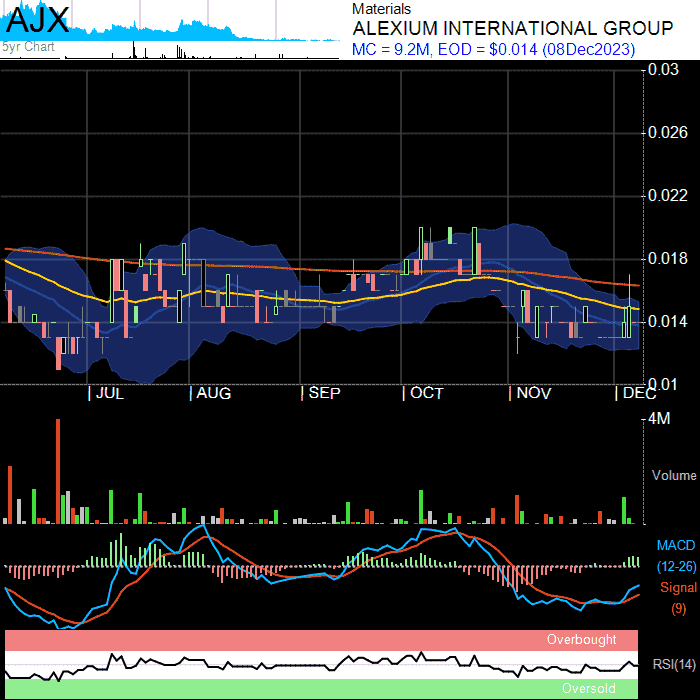 AJX
5yr Chart
Materials
ALEXIUM INTERNATIONAL GROUP
MC = 9.2M, EOD = $0.014 (08Dec2023)
0.03
0.026
0.022
0.018
0.014
0.01
JUL AUG SEP OCT NOV DEC
4M
Volume
MACD
(12-26)
Signal
(9)
Overbought
RSI(14)
Oversold